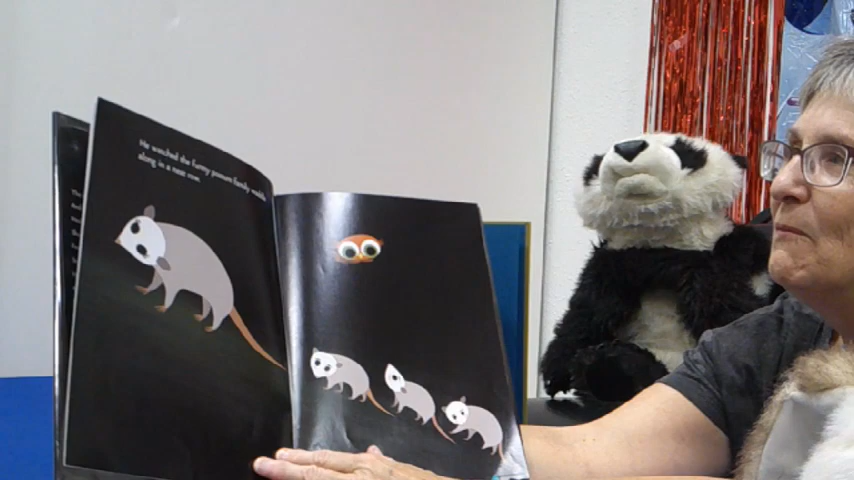 He watched the funny possum family waddle
along in a neat row.